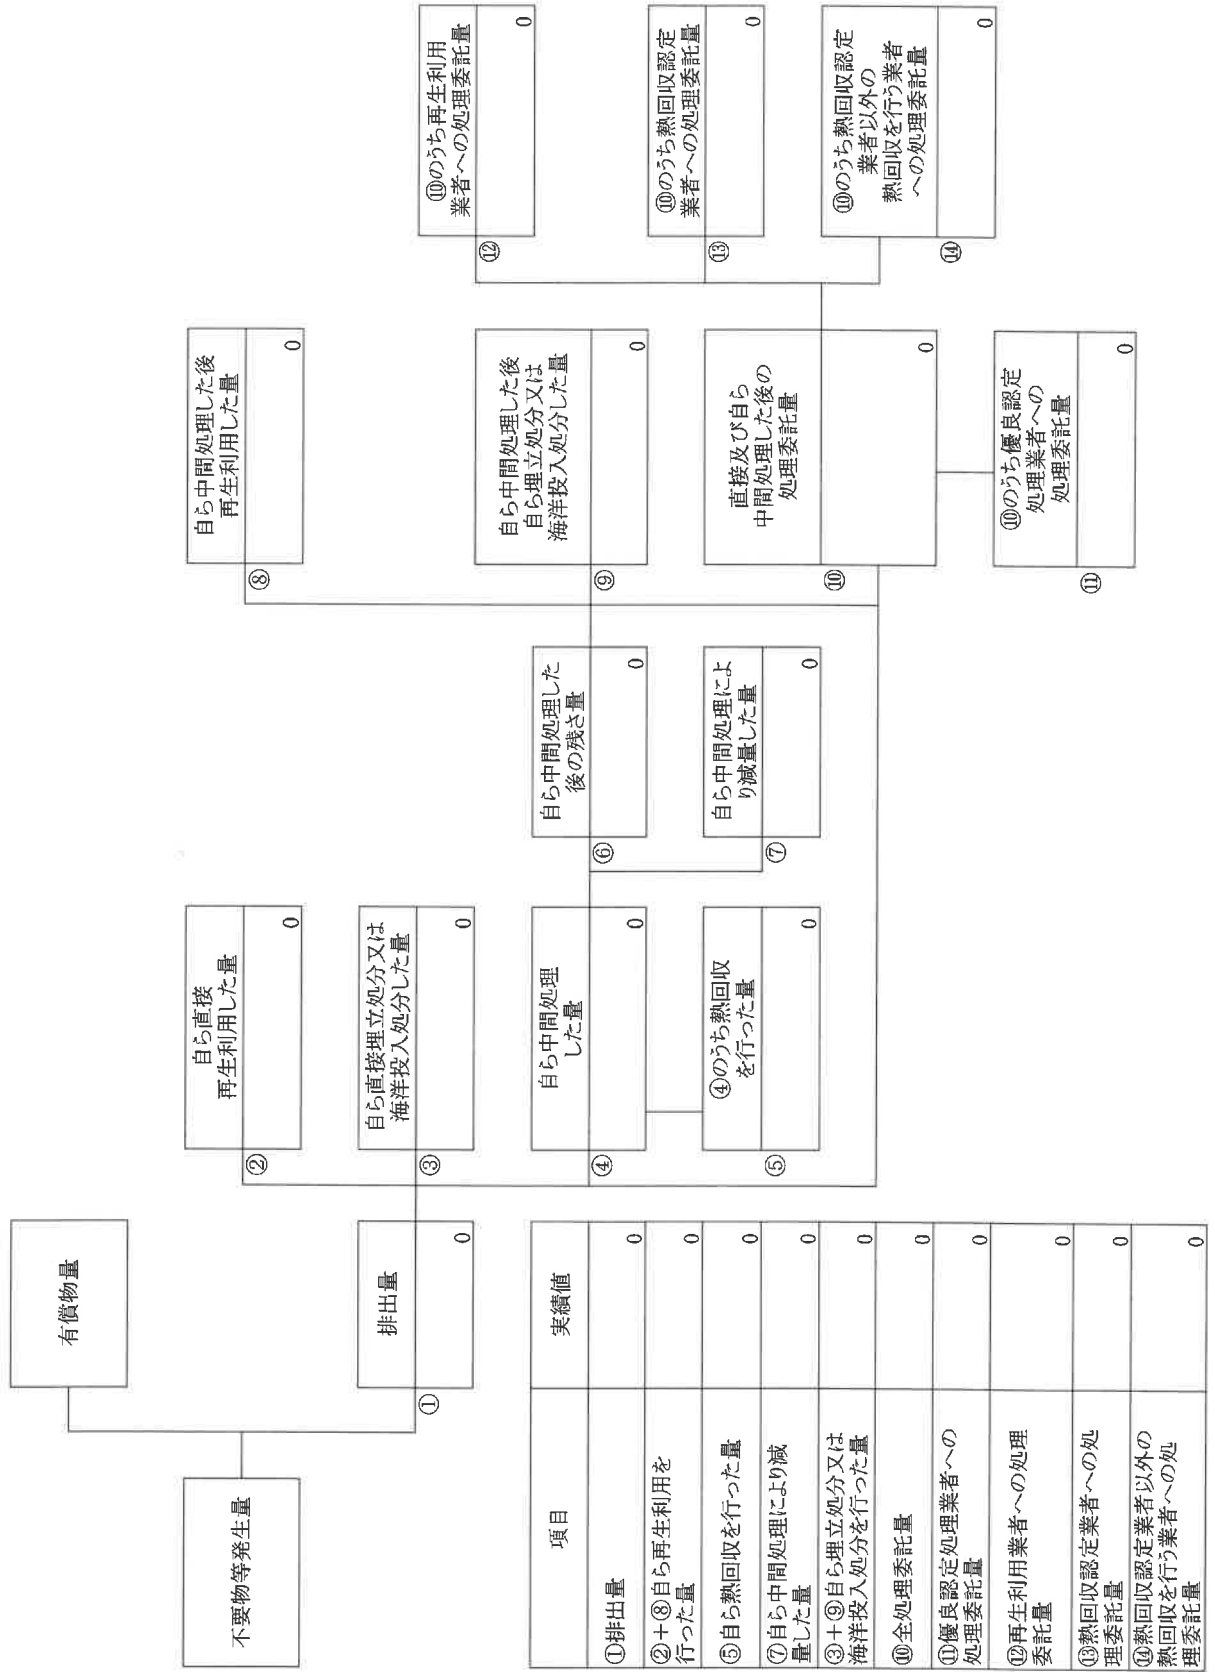 不要物等発生量
有償物量
①
排出量
0
②
自ら直接
再生利用した量
0
③
自ら直接埋立処分又は
海洋投入処分した量
0
④
自ら中間処理
した量
0
⑤
④のうち熱回収
を行った量
0
⑥
自ら中間処理した
後の残さ量
0
⑦
自ら中間処理によ
り減量した量
0
⑧
自ら中間処理した後
再生利用した量
0
⑨
自ら中間処理した後
自ら埋立処分又は
海洋投入処分した量
0
⑩
直接及び自ら
中間処理した後の
処理委託量
0
⑪
⑩のうち優良認定
処理業者への
処理委託量
0
⑫
⑩のうち再生利用
業者への処理委託量
0
⑬
⑩のうち熱回収認定
業者への処理委託量
0
⑭
⑩のうち熱回収認定
業者以外の
熱回収を行う業者
への処理委託量
0
項目 実績値
①排出量 0
②+⑧自ら再生利用を
行った量 0
⑤自ら熱回収を行った量 0
⑦自ら中間処理により減
量した量 0
③+⑨自ら埋立処分又は
海洋投入処分を行った量 0
⑩全処理委託量 0
⑪優良認定処理業者への
処理委託量 0
⑫再生利用業者への処理
委託量 0
⑬熱回収認定業者への処
理委託量 0
⑭熱回収認定業者以外の
熱回収を行う業者への処
理委託量 0